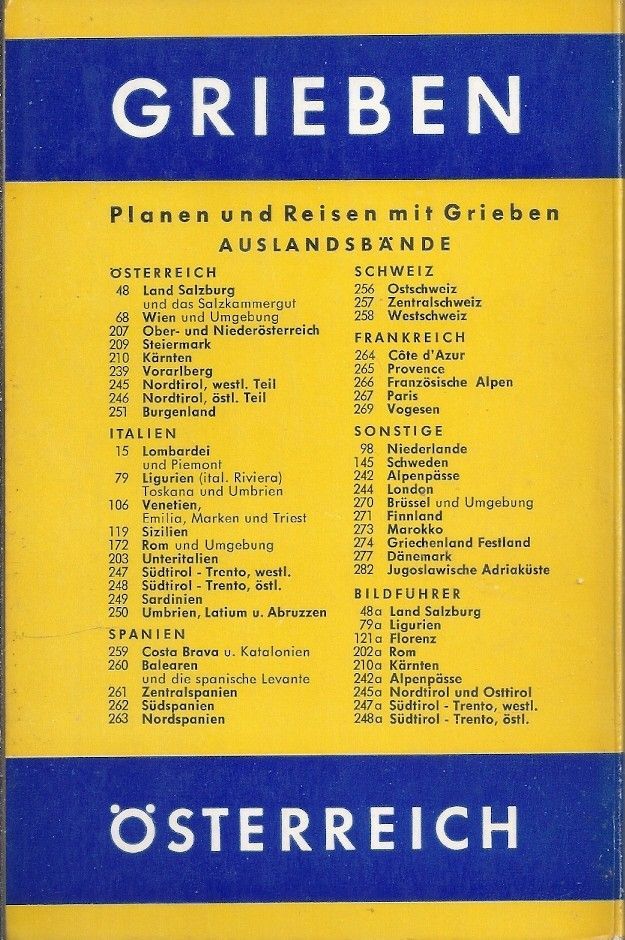 GRIEBEN
Planen und Reisen mit Grieben
AUSLANDSBÄNDE
ÖSTERREICH
48 Land Salzburg
und das Salzkammergut
68 Wien und Umgebung
207 Ober- und Niederösterreich
209 Steiermark
210 Kärnten
239 Vorarlberg
245 Nordtirol, westl. Teil
246 Nordtirol, östl. Teil
251 Burgenland
ITALIEN
15 Lombardei
und Piemont
79 Ligurien (ital. Riviera)
Toskana und Umbrien
106 Venetien,
Emilia, Marken und Triest
119 Sizilien
172 Rom und Umgebung
203 Unteritalien
247 Südtirol - Trento, westl.
248 Südtirol - Trento, östl.
249 Sardinien
250 Umbrien, Latium u. Abruzzen
SPANIEN
259 Costa Brava u. Katalonien
260 Balearen
und die spanische Levante
261 Zentralspanien
262 Südspanien
263 Nordspanien
SCHWEIZ
256 Ostschweiz
257 Zentralschweiz
258 Westschweiz
FRANKREICH
264 Côte d'Azur
265 Provence
266 Französische Alpen
267 Paris
269 Vogesen
SONSTIGE
98 Niederlande
145 Schweden
242 Alpenpässe
244 London
270 Brüssel und Umgebung
271 Finnland
273 Marokko
274 Griechenland Festland
277 Dänemark
282 Jugoslawische Adriaküste
BILDFÜHRER
48a Land Salzburg
79a Ligurien
121a Florenz
202a Rom
210a Kärnten
242a Alpenpässe
245a Nordtirol und Osttirol
247a Südtirol - Trento, westl.
248a Südtirol - Trento, östl.
ÖSTERREICH